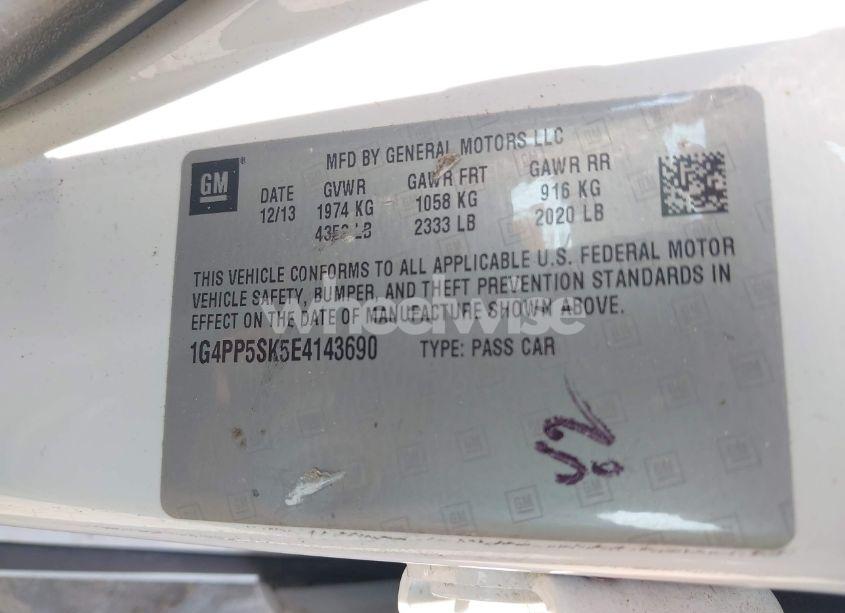 MFD BY GENERAL MOTORS LLC
GM ®
DATE GVWR GAWR FRT GAWR RR
12/13 1974 KG 1058 KG 916 KG
LB 2333 LB 2020 LB
THIS VEHICLE CONFORMS TO ALL APPLICABLE U.S. FEDERAL MOTOR
VEHICLE SAFETY, BUMPER, AND THEFT PREVENTION STANDARDS IN
EFFECT ON THE DATE OF MANUFACTURE SHOWN ABOVE.
wheelwise
1G4PP5SK5E4143690 TYPE: PASS CAR